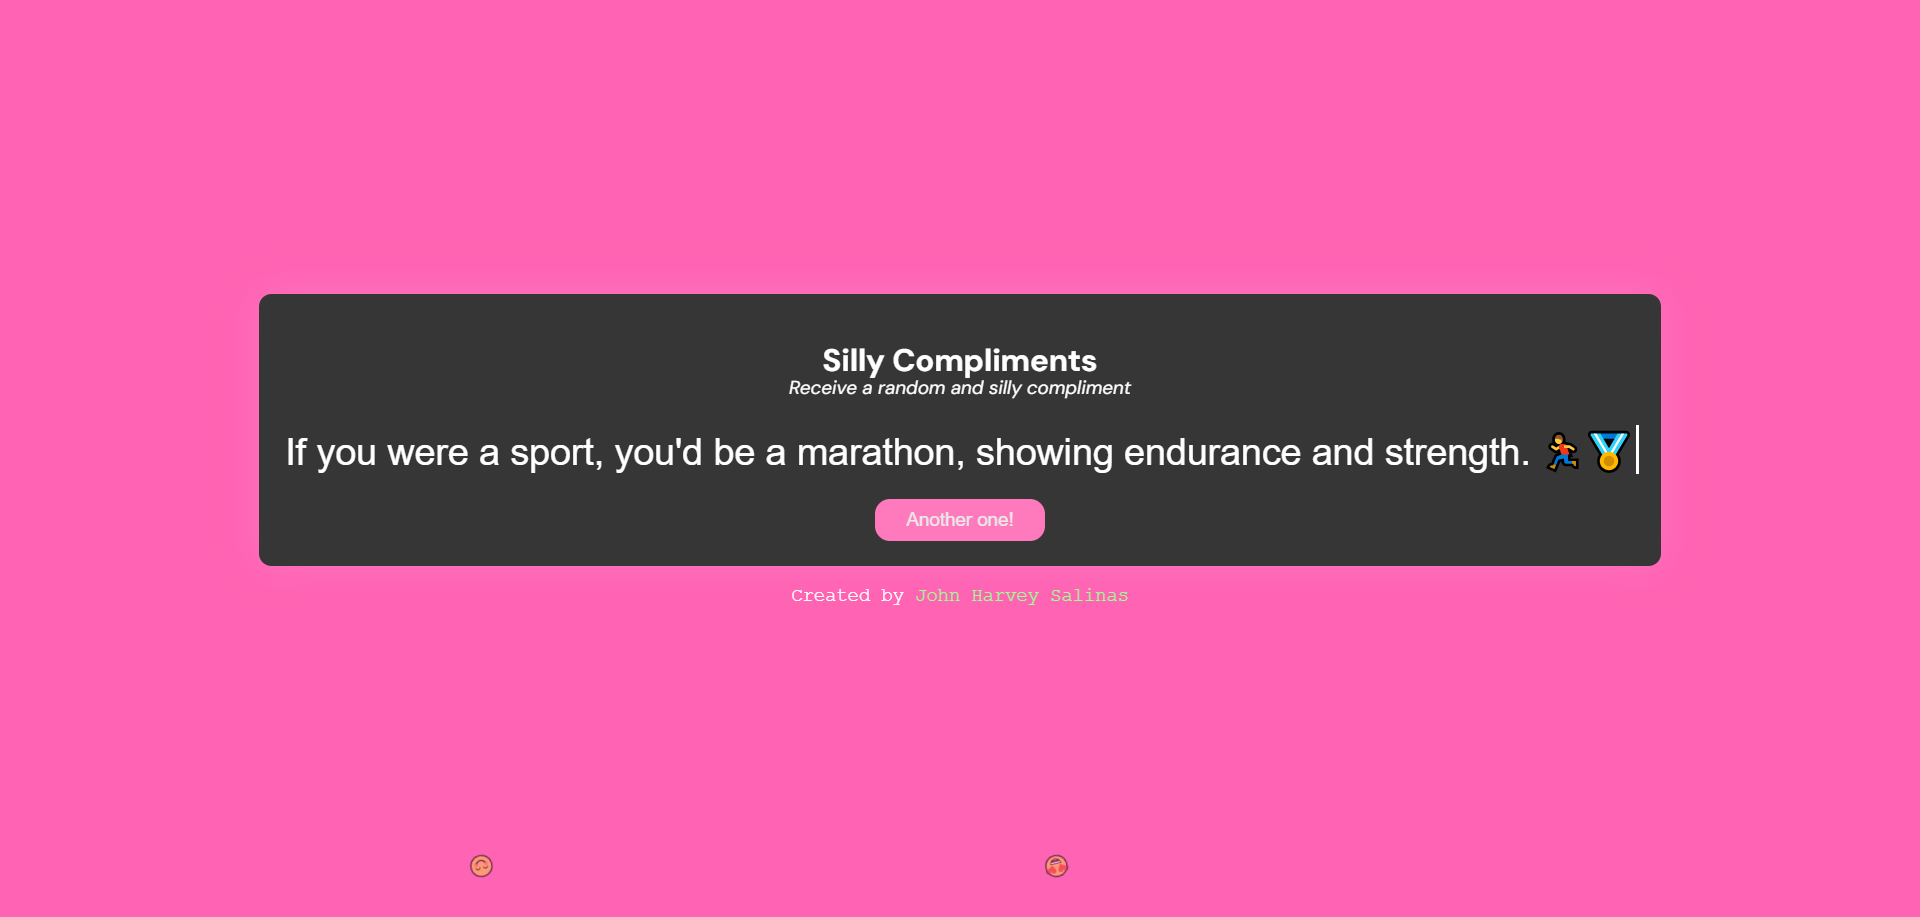 Silly Compliments
Receive a random and silly compliment
If you were a sport, you'd be a marathon, showing endurance and strength. 🏃🏅
Another one!
Created by John Harvey Salinas